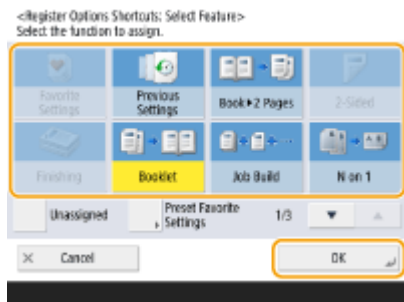 <Register Options Shortcuts: Select Feature>
Select the function to assign.
Favorite
Settings
Previous
Settings
Book▸2 Pages
2-Sided
Finishing
Booklet
Job Build
N on 1
Unassigned
Preset Favorite
Settings
1/3
Cancel
OK